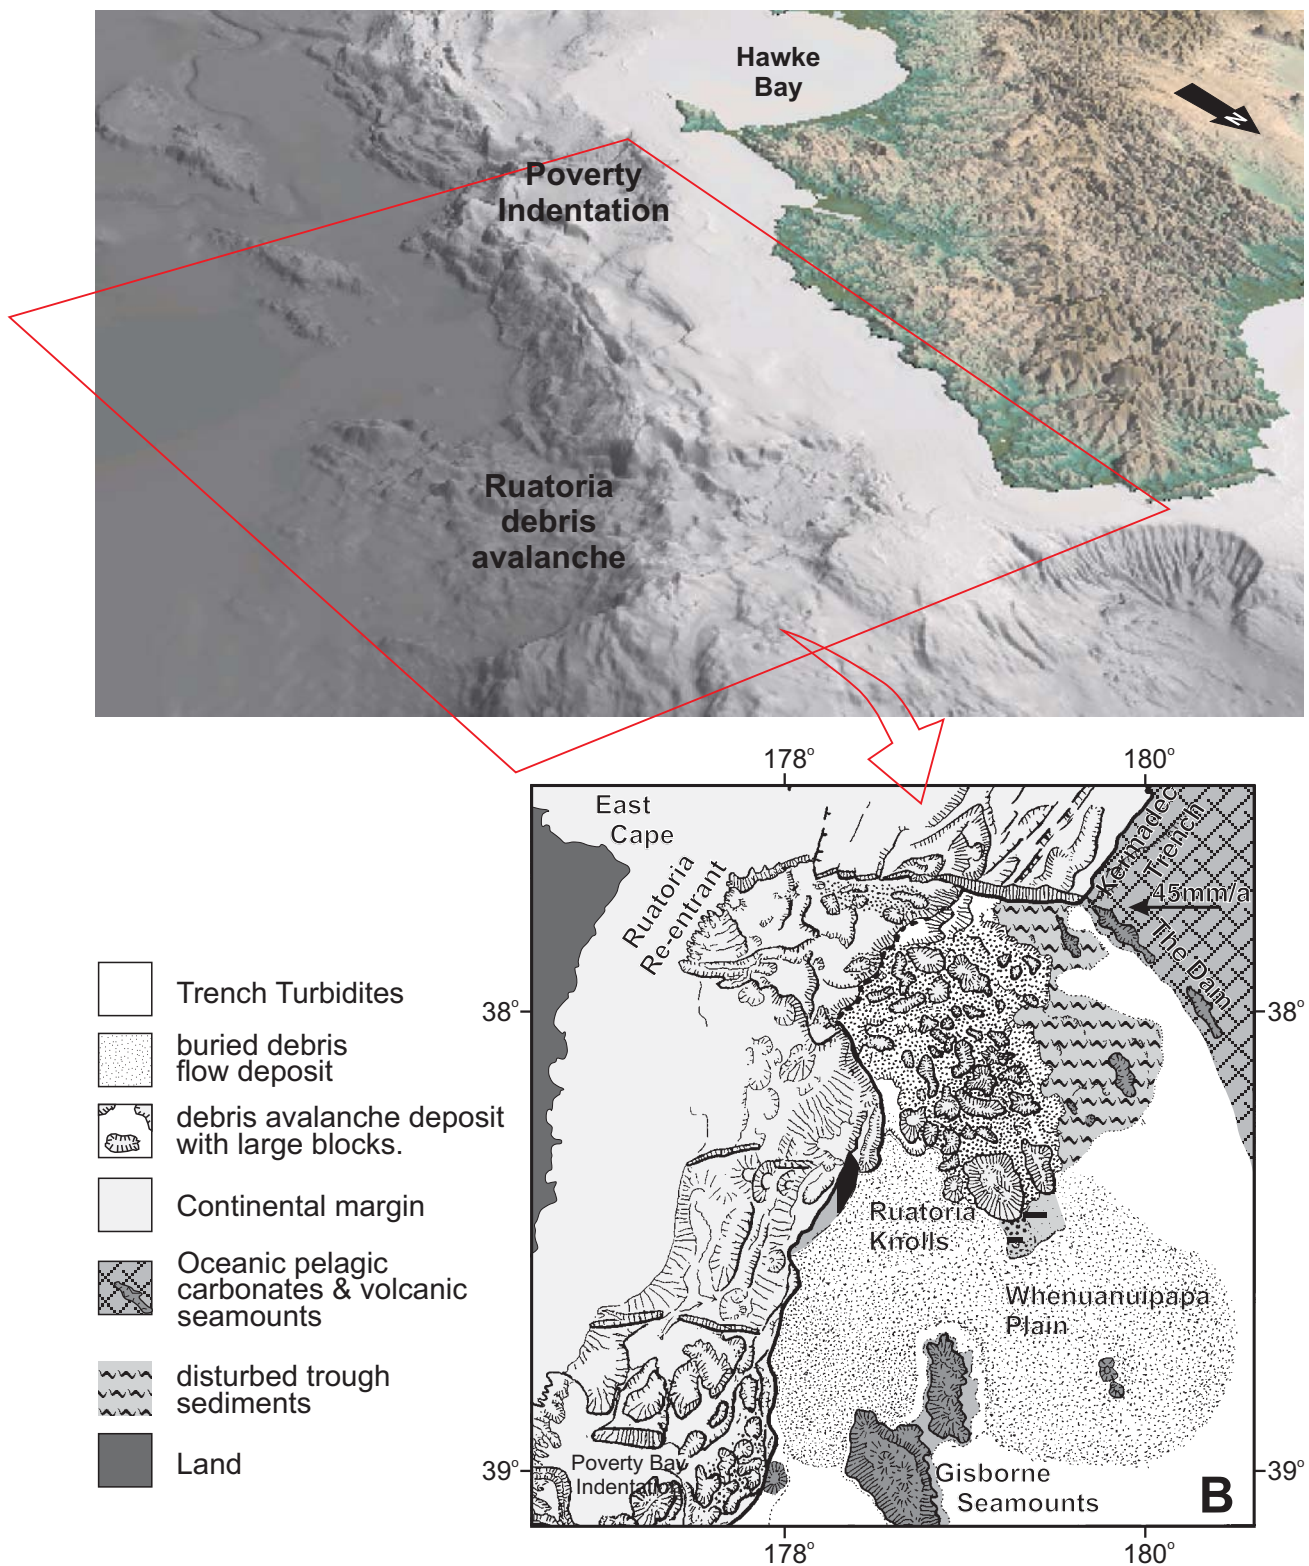 Hawke
Bay
N
Poverty
Indentation
Ruatoria
debris
avalanche
178°
180°
East
Cape
Ruatoria
Re-entrant
Kermadec
Trench
45mm/a
The Dam
38°
38°
Trench Turbidites
buried debris
flow deposit
debris avalanche deposit
with large blocks.
Continental margin
Oceanic pelagic
carbonates & volcanic
seamounts
disturbed trough
sediments
Land
Ruatoria
Knolls
Whenuanuipapa
Plain
Poverty Bay
Indentation
Gisborne
Seamounts
39°
39°
B
178°
180°